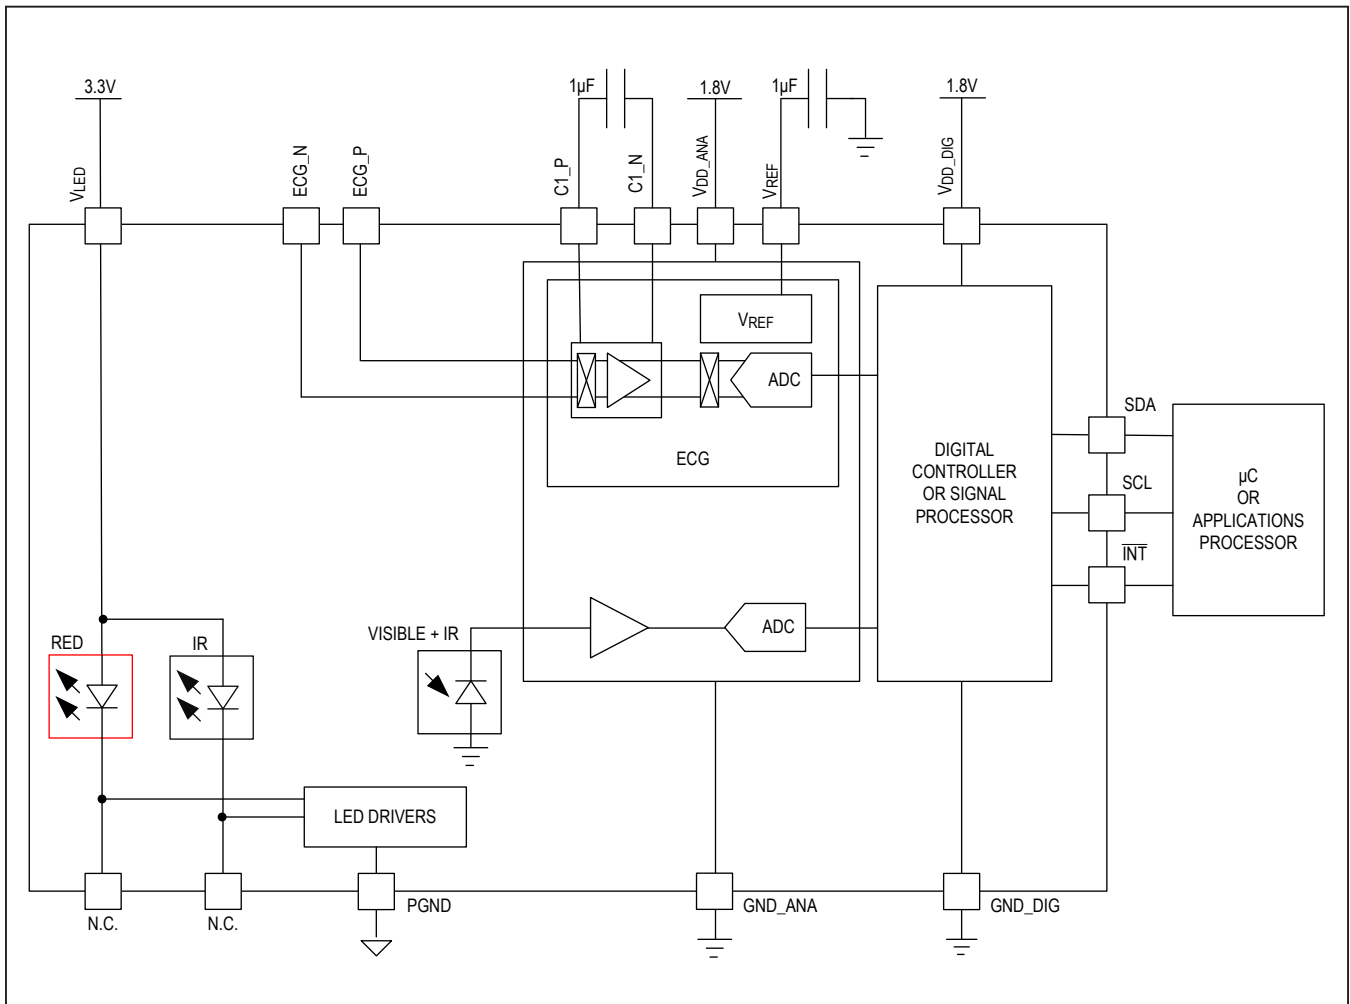 3.3V
1µF
1.8V
1µF
1.8V
VLED
ECG_N
ECG_P
C1_P
C1_N
VDD_ANA
VREF
VDD_DIG
VREF
ADC
ECG
DIGITAL
CONTROLLER
OR SIGNAL
PROCESSOR
SDA
SCL
INT
µC
OR
APPLICATIONS
PROCESSOR
RED
IR
VISIBLE + IR
ADC
LED DRIVERS
N.C.
N.C.
PGND
GND_ANA
GND_DIG